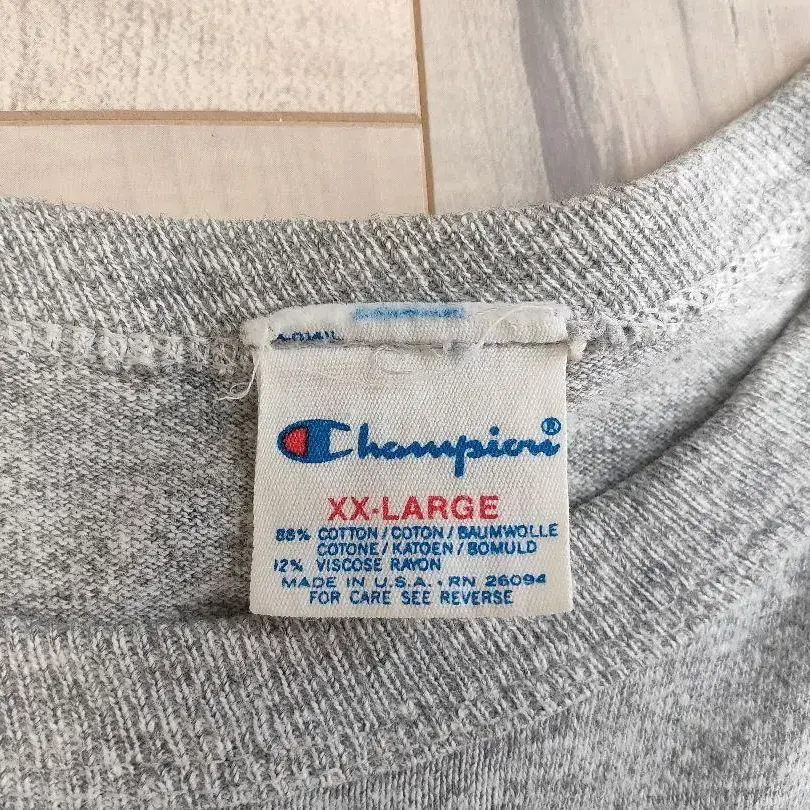 Champion®
XX-LARGE
88% COTTON / COTON / BAUMWOLLE
COTONE / KATOEN / BOMULD
12% VISCOSE RAYON
MADE IN U.S.A. • RN 26094
FOR CARE SEE REVERSE